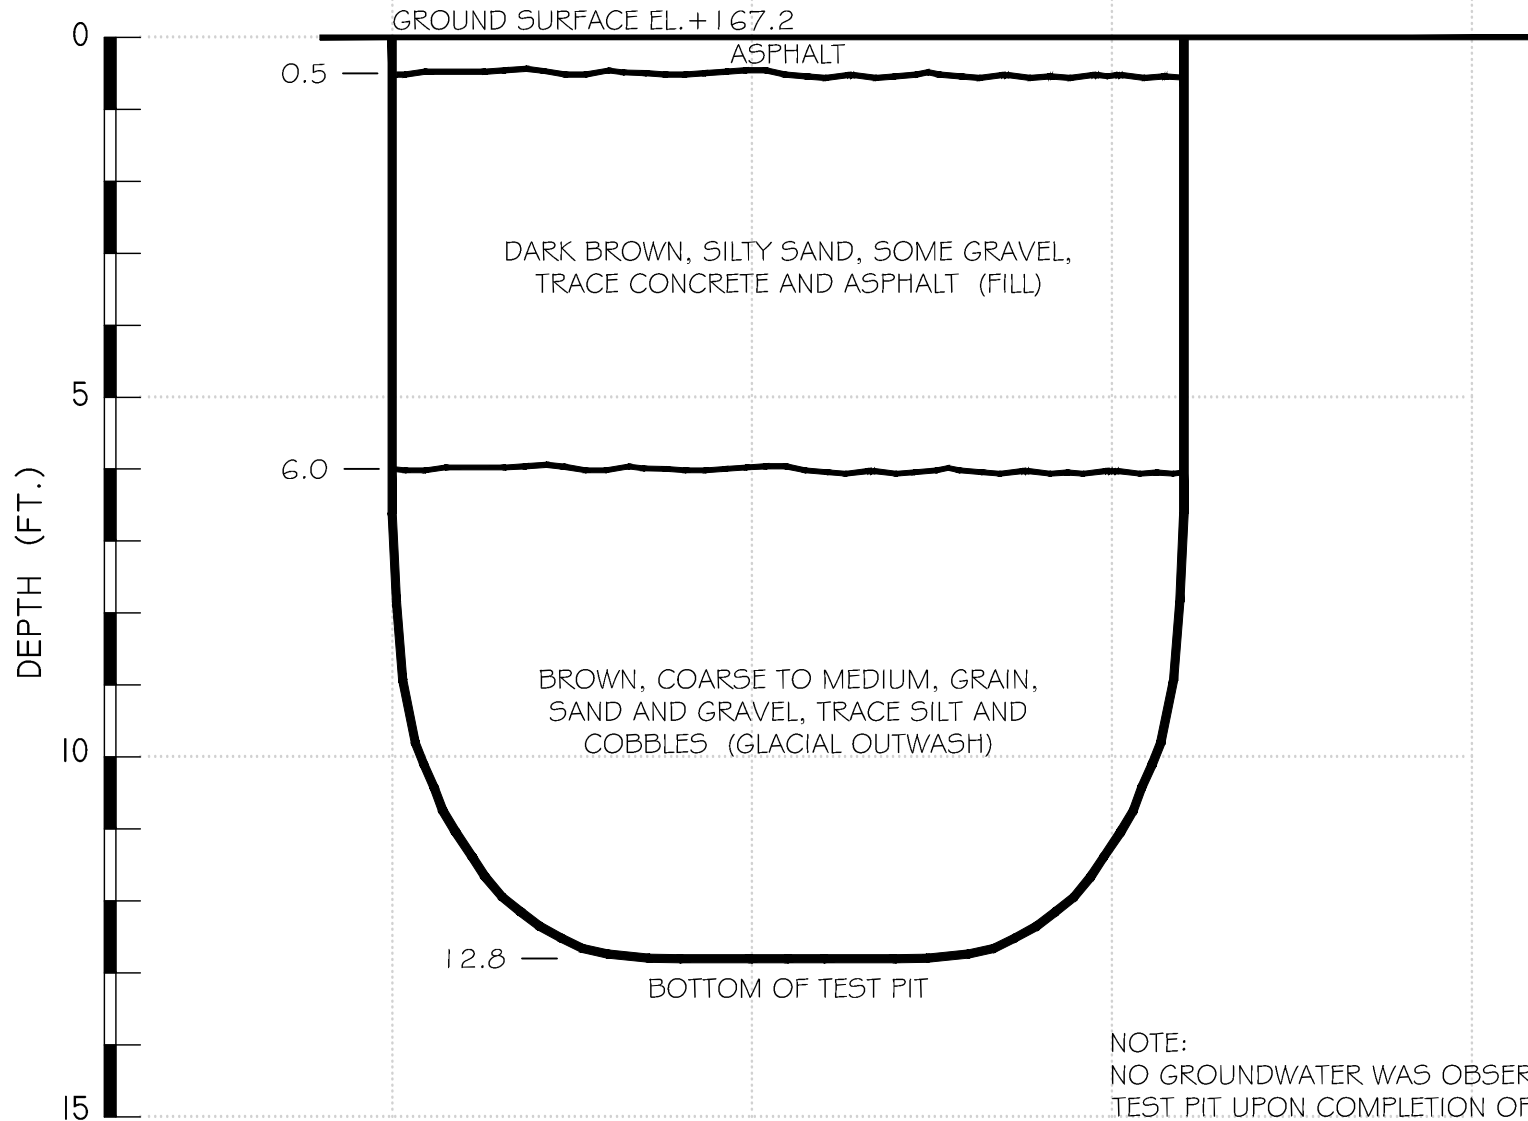 GROUND SURFACE EL.+167.2
0
ASPHALT
0.5
DARK BROWN, SILTY SAND, SOME GRAVEL,
TRACE CONCRETE AND ASPHALT (FILL)
5
6.0
DEPTH (FT.)
BROWN, COARSE TO MEDIUM, GRAIN,
SAND AND GRAVEL, TRACE SILT AND
COBBLES (GLACIAL OUTWASH)
10
12.8
BOTTOM OF TEST PIT
NOTE:
NO GROUNDWATER WAS OBSER
TEST PIT UPON COMPLETION OF
15